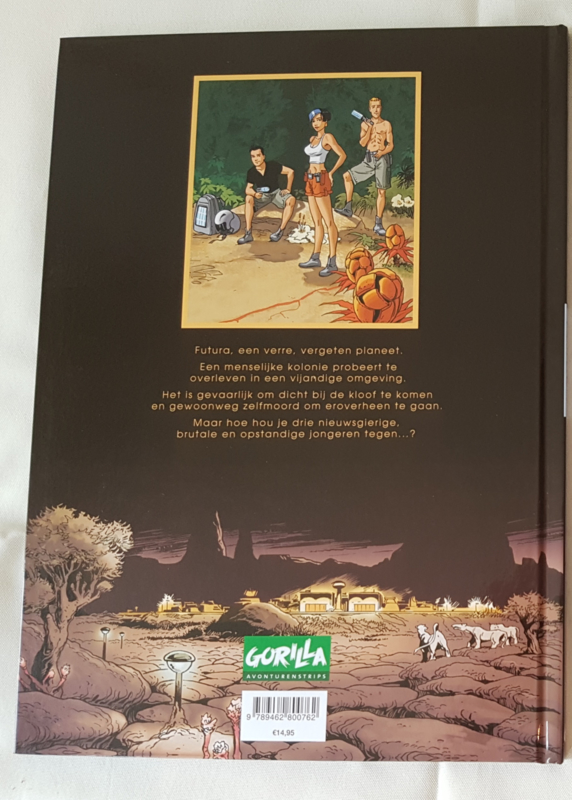 Futura, een verre, vergeten planeet.
Een menselijke kolonie probeert te
overleven in een vijandige omgeving.
Het is gevaarlijk om dicht bij de kloof te komen
en gewoonweg zelfmoord om eroverheen te gaan.
Maar hoe hou je drie nieuwsgierige,
brutale en opstandige jongeren tegen...?
GORILLA
AVONTURENSTRIPS
9 789462 800762
€14,95